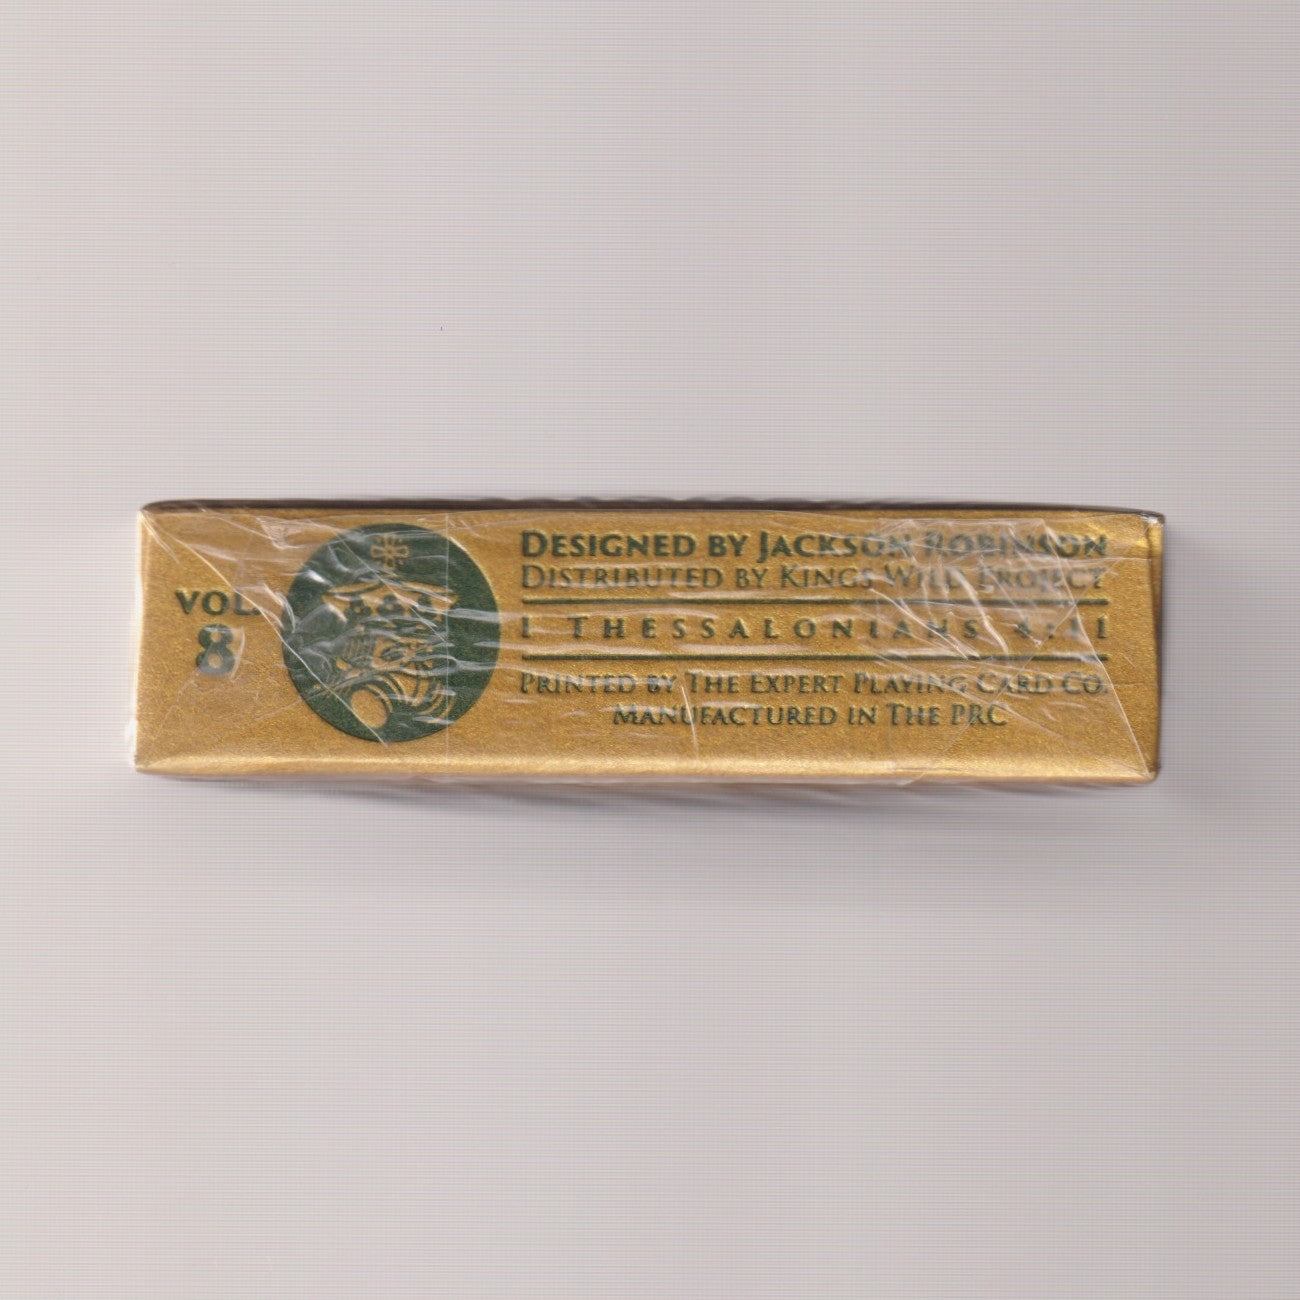 VOL.
8
DESIGNED BY JACKSON ROBINSON
DISTRIBUTED BY KINGS WILD PROJECT
I THESSALONIANS 4:11
PRINTED BY THE EXPERT PLAYING CARD CO.
MANUFACTURED IN THE PRC